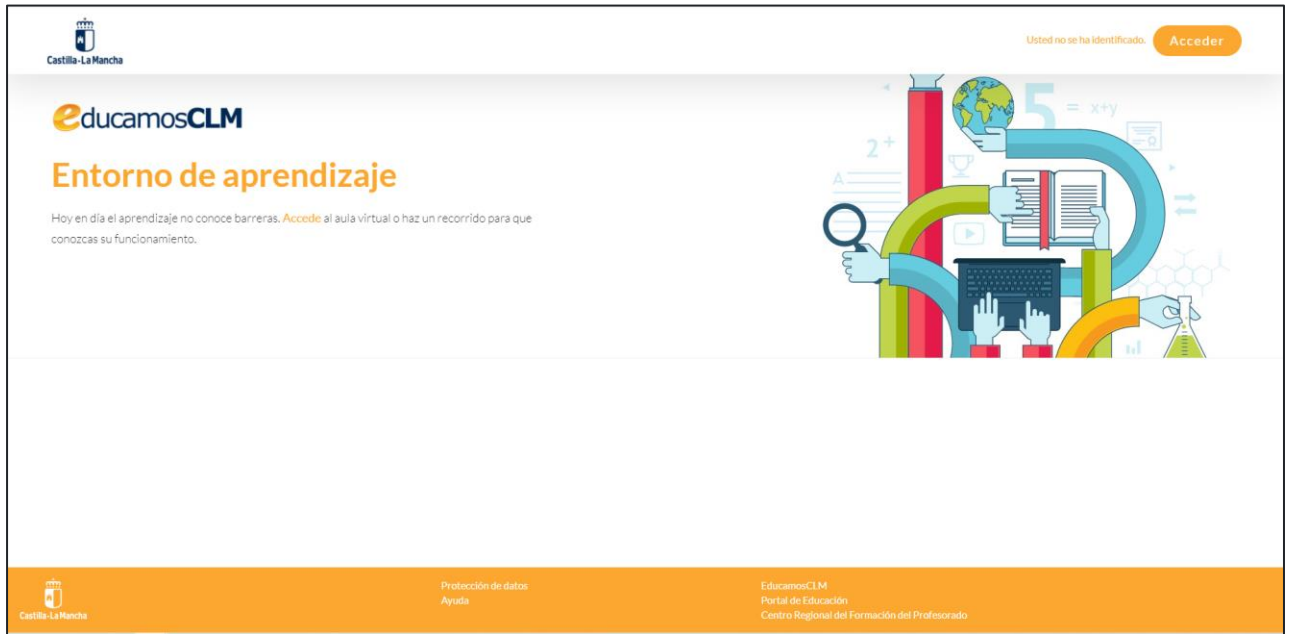 Castilla-La Mancha
Usted no se ha identificado.
Acceder
educamosCLM
Entorno de aprendizaje
Hoy en día el aprendizaje no conoce barreras. Accede al aula virtual o haz un recorrido para que
conozcas su funcionamiento.
2+
A
5 = x+y
Castilla-La Mancha
Protección de datos
Ayuda
EducamosCLM
Portal de Educación
Centro Regional del Formación del Profesorado